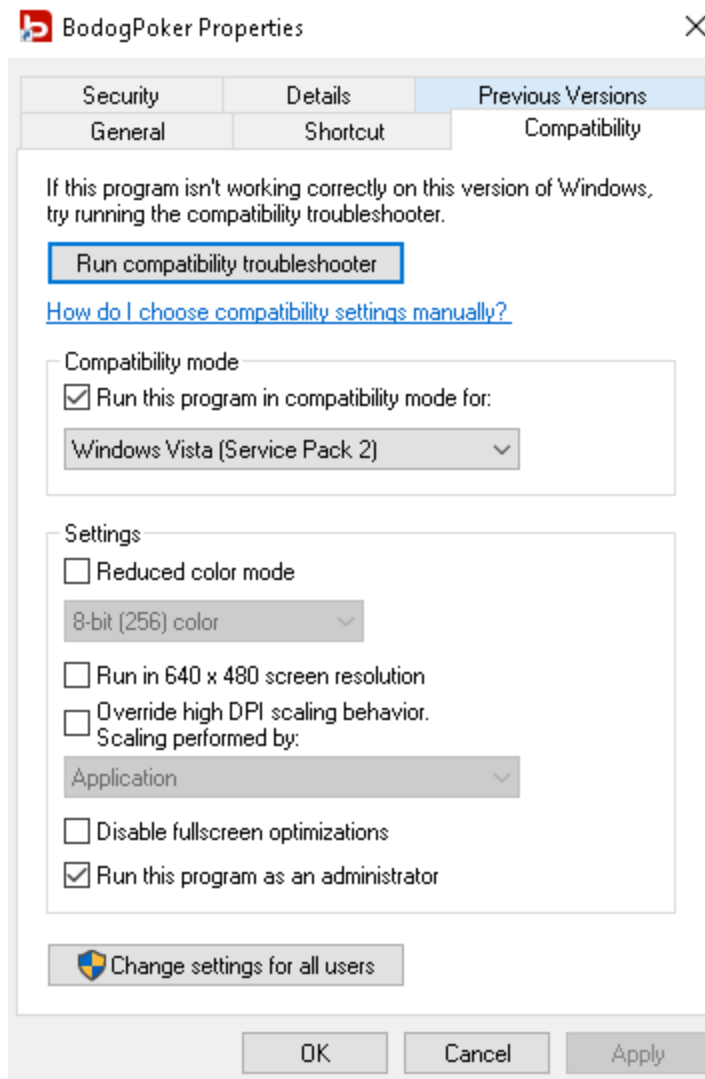 BodogPoker Properties
Security Details Previous Versions
General Shortcut Compatibility
If this program isn't working correctly on this version of Windows,
try running the compatibility troubleshooter.
Run compatibility troubleshooter
How do I choose compatibility settings manually?
Compatibility mode
Run this program in compatibility mode for:
Windows Vista (Service Pack 2)
Settings
Reduced color mode
8-bit (256) color
Run in 640 x 480 screen resolution
Override high DPI scaling behavior.
Scaling performed by:
Application
Disable fullscreen optimizations
Run this program as an administrator
Change settings for all users
OK Cancel Apply